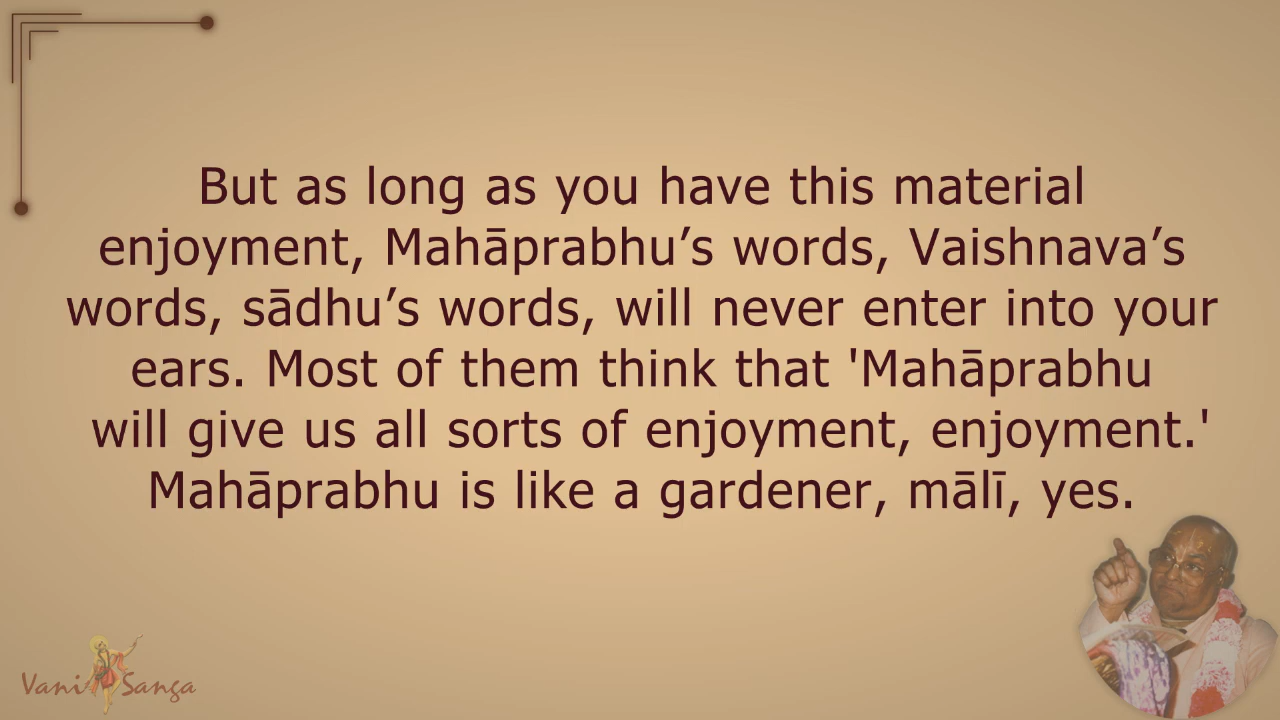 But as long as you have this material
enjoyment, Mahāprabhu’s words, Vaishnava’s
words, sādhu’s words, will never enter into your
ears. Most of them think that 'Mahāprabhu
will give us all sorts of enjoyment, enjoyment.'
Mahāprabhu is like a gardener, mālī, yes.
Vani Sanga